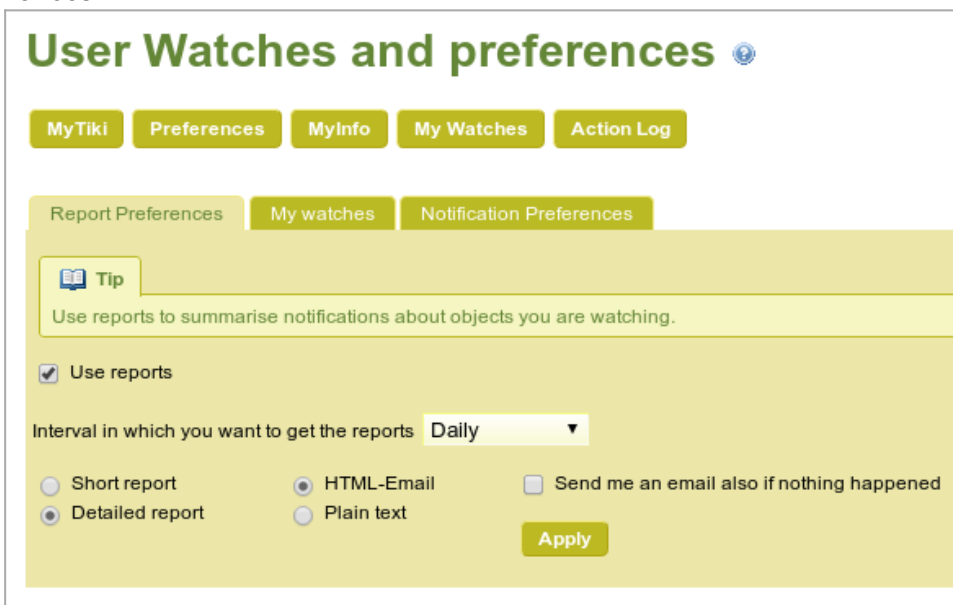 User Watches and preferences
MyTiki Preferences MyInfo My Watches Action Log
Report Preferences My watches Notification Preferences
Tip
Use reports to summarise notifications about objects you are watching.
Use reports
Interval in which you want to get the reports Daily
Short report HTML-Email Send me an email also if nothing happened
Detailed report Plain text
Apply